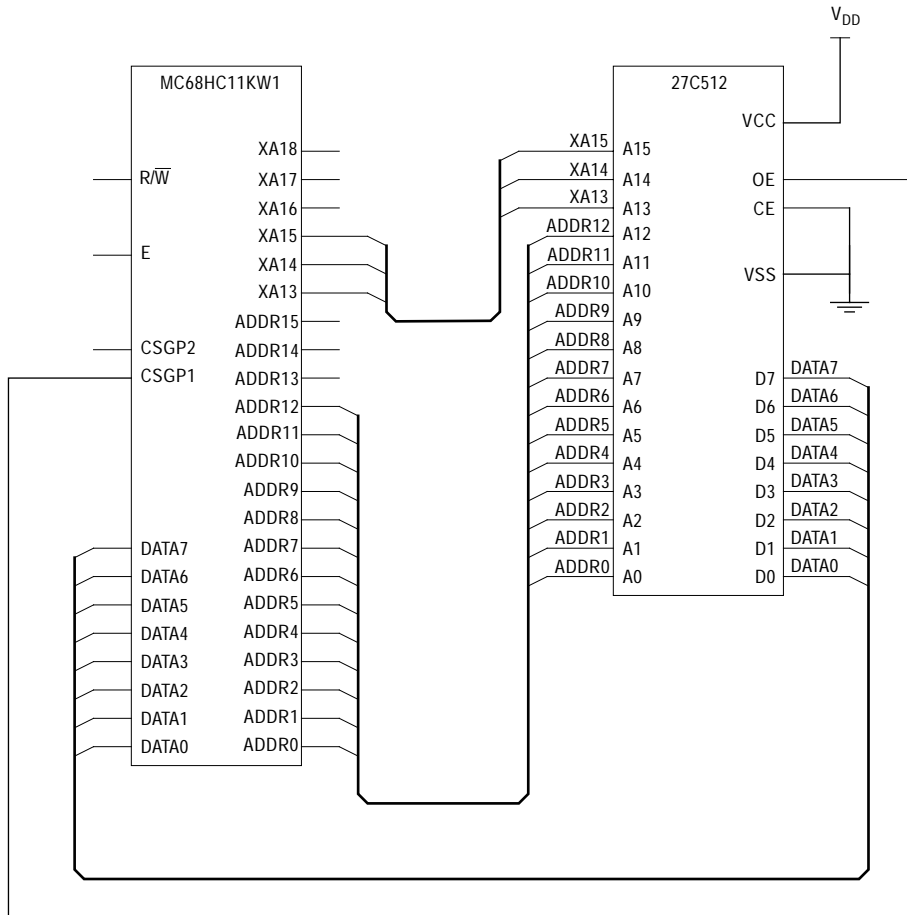 V_DD
MC68HC11KW1
27C512
R/W̅
E
CSGP2
CSGP1
DATA7
DATA6
DATA5
DATA4
DATA3
DATA2
DATA1
DATA0
XA18
XA17
XA16
XA15
XA14
XA13
ADDR15
ADDR14
ADDR13
ADDR12
ADDR11
ADDR10
ADDR9
ADDR8
ADDR7
ADDR6
ADDR5
ADDR4
ADDR3
ADDR2
ADDR1
ADDR0
XA15
XA14
XA13
ADDR12
ADDR11
ADDR10
ADDR9
ADDR8
ADDR7
ADDR6
ADDR5
ADDR4
ADDR3
ADDR2
ADDR1
ADDR0
A15
A14
A13
A12
A11
A10
A9
A8
A7
A6
A5
A4
A3
A2
A1
A0
VCC
OE
CE
VSS
D7
D6
D5
D4
D3
D2
D1
D0
DATA7
DATA6
DATA5
DATA4
DATA3
DATA2
DATA1
DATA0